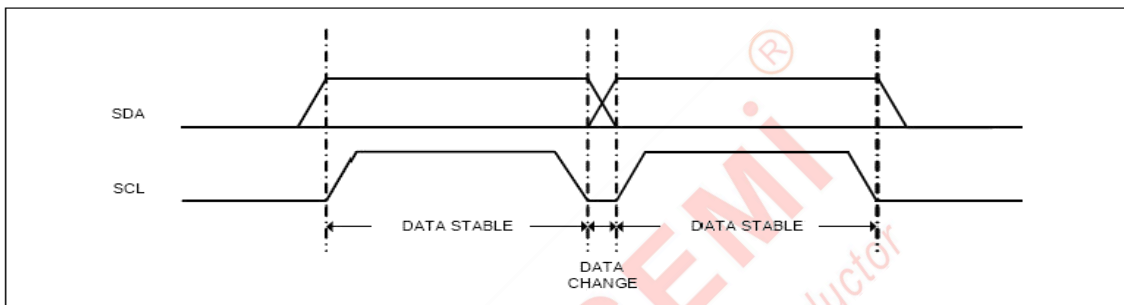 SDA
SCL
DATA STABLE
DATA STABLE
DATA
CHANGE
®